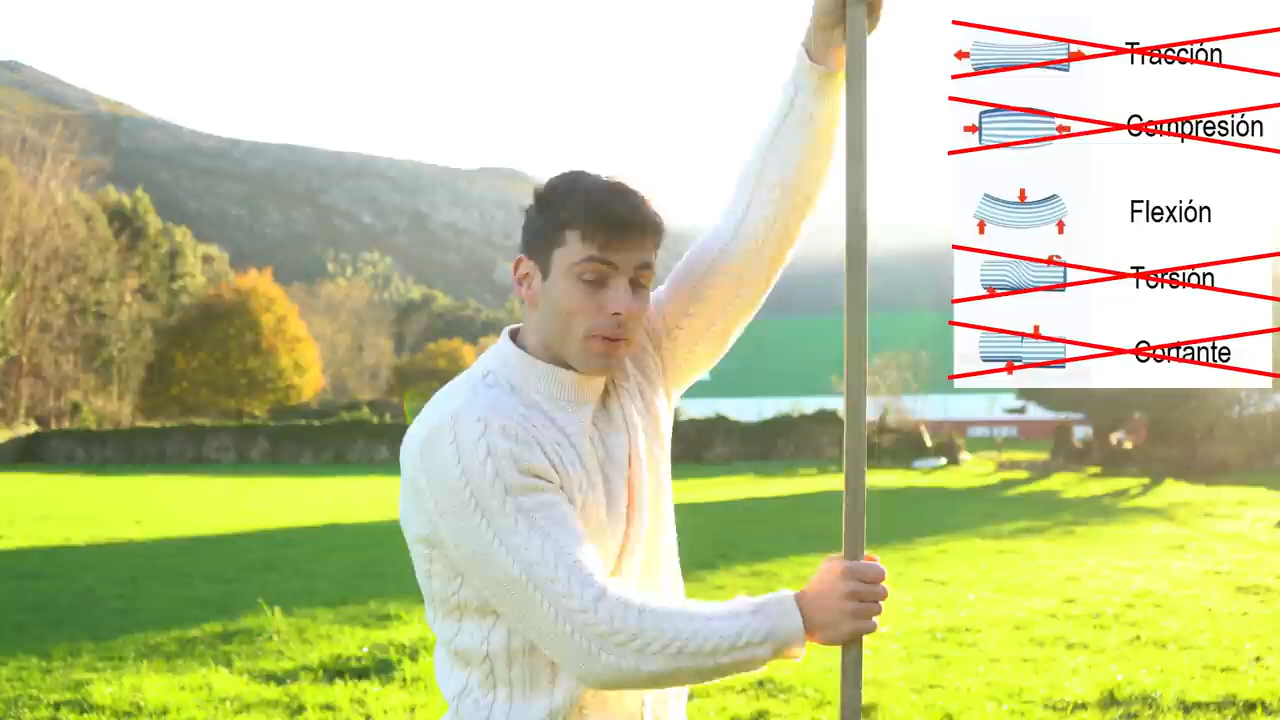 Tracción
Compresión
Flexión
Torsión
Cortante